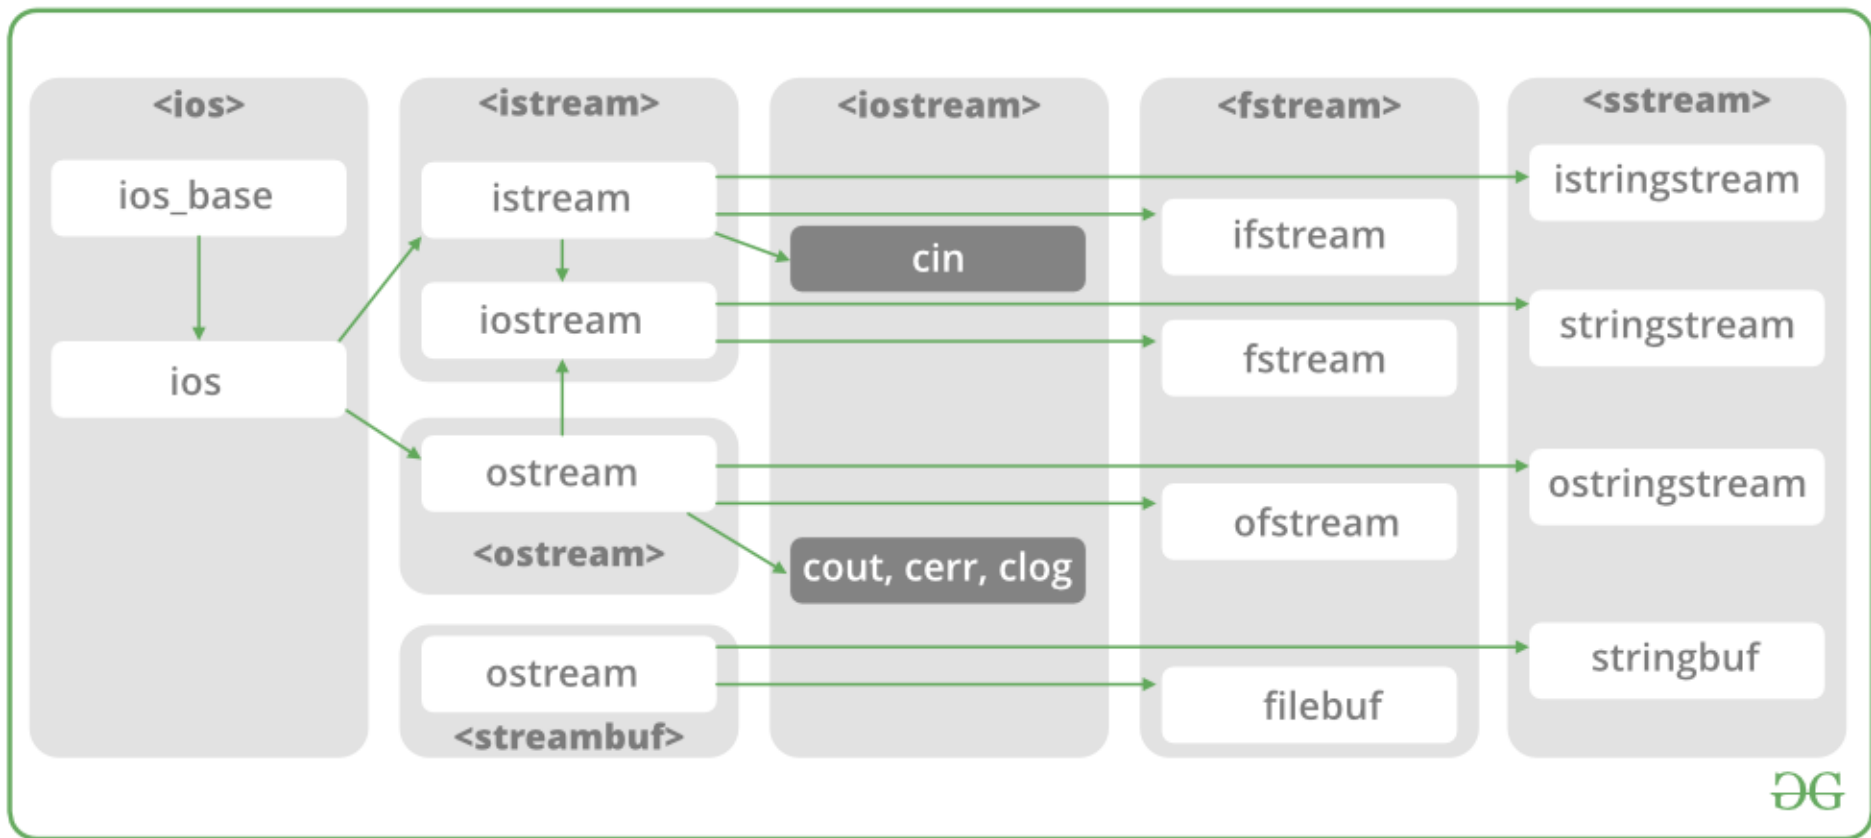 <ios>
ios_base
ios
<istream>
istream
iostream
ostream
<ostream>
ostream
<streambuf>
<iostream>
cin
cout, cerr, clog
<fstream>
ifstream
fstream
ofstream
filebuf
<sstream>
istringstream
stringstream
ostringstream
stringbuf